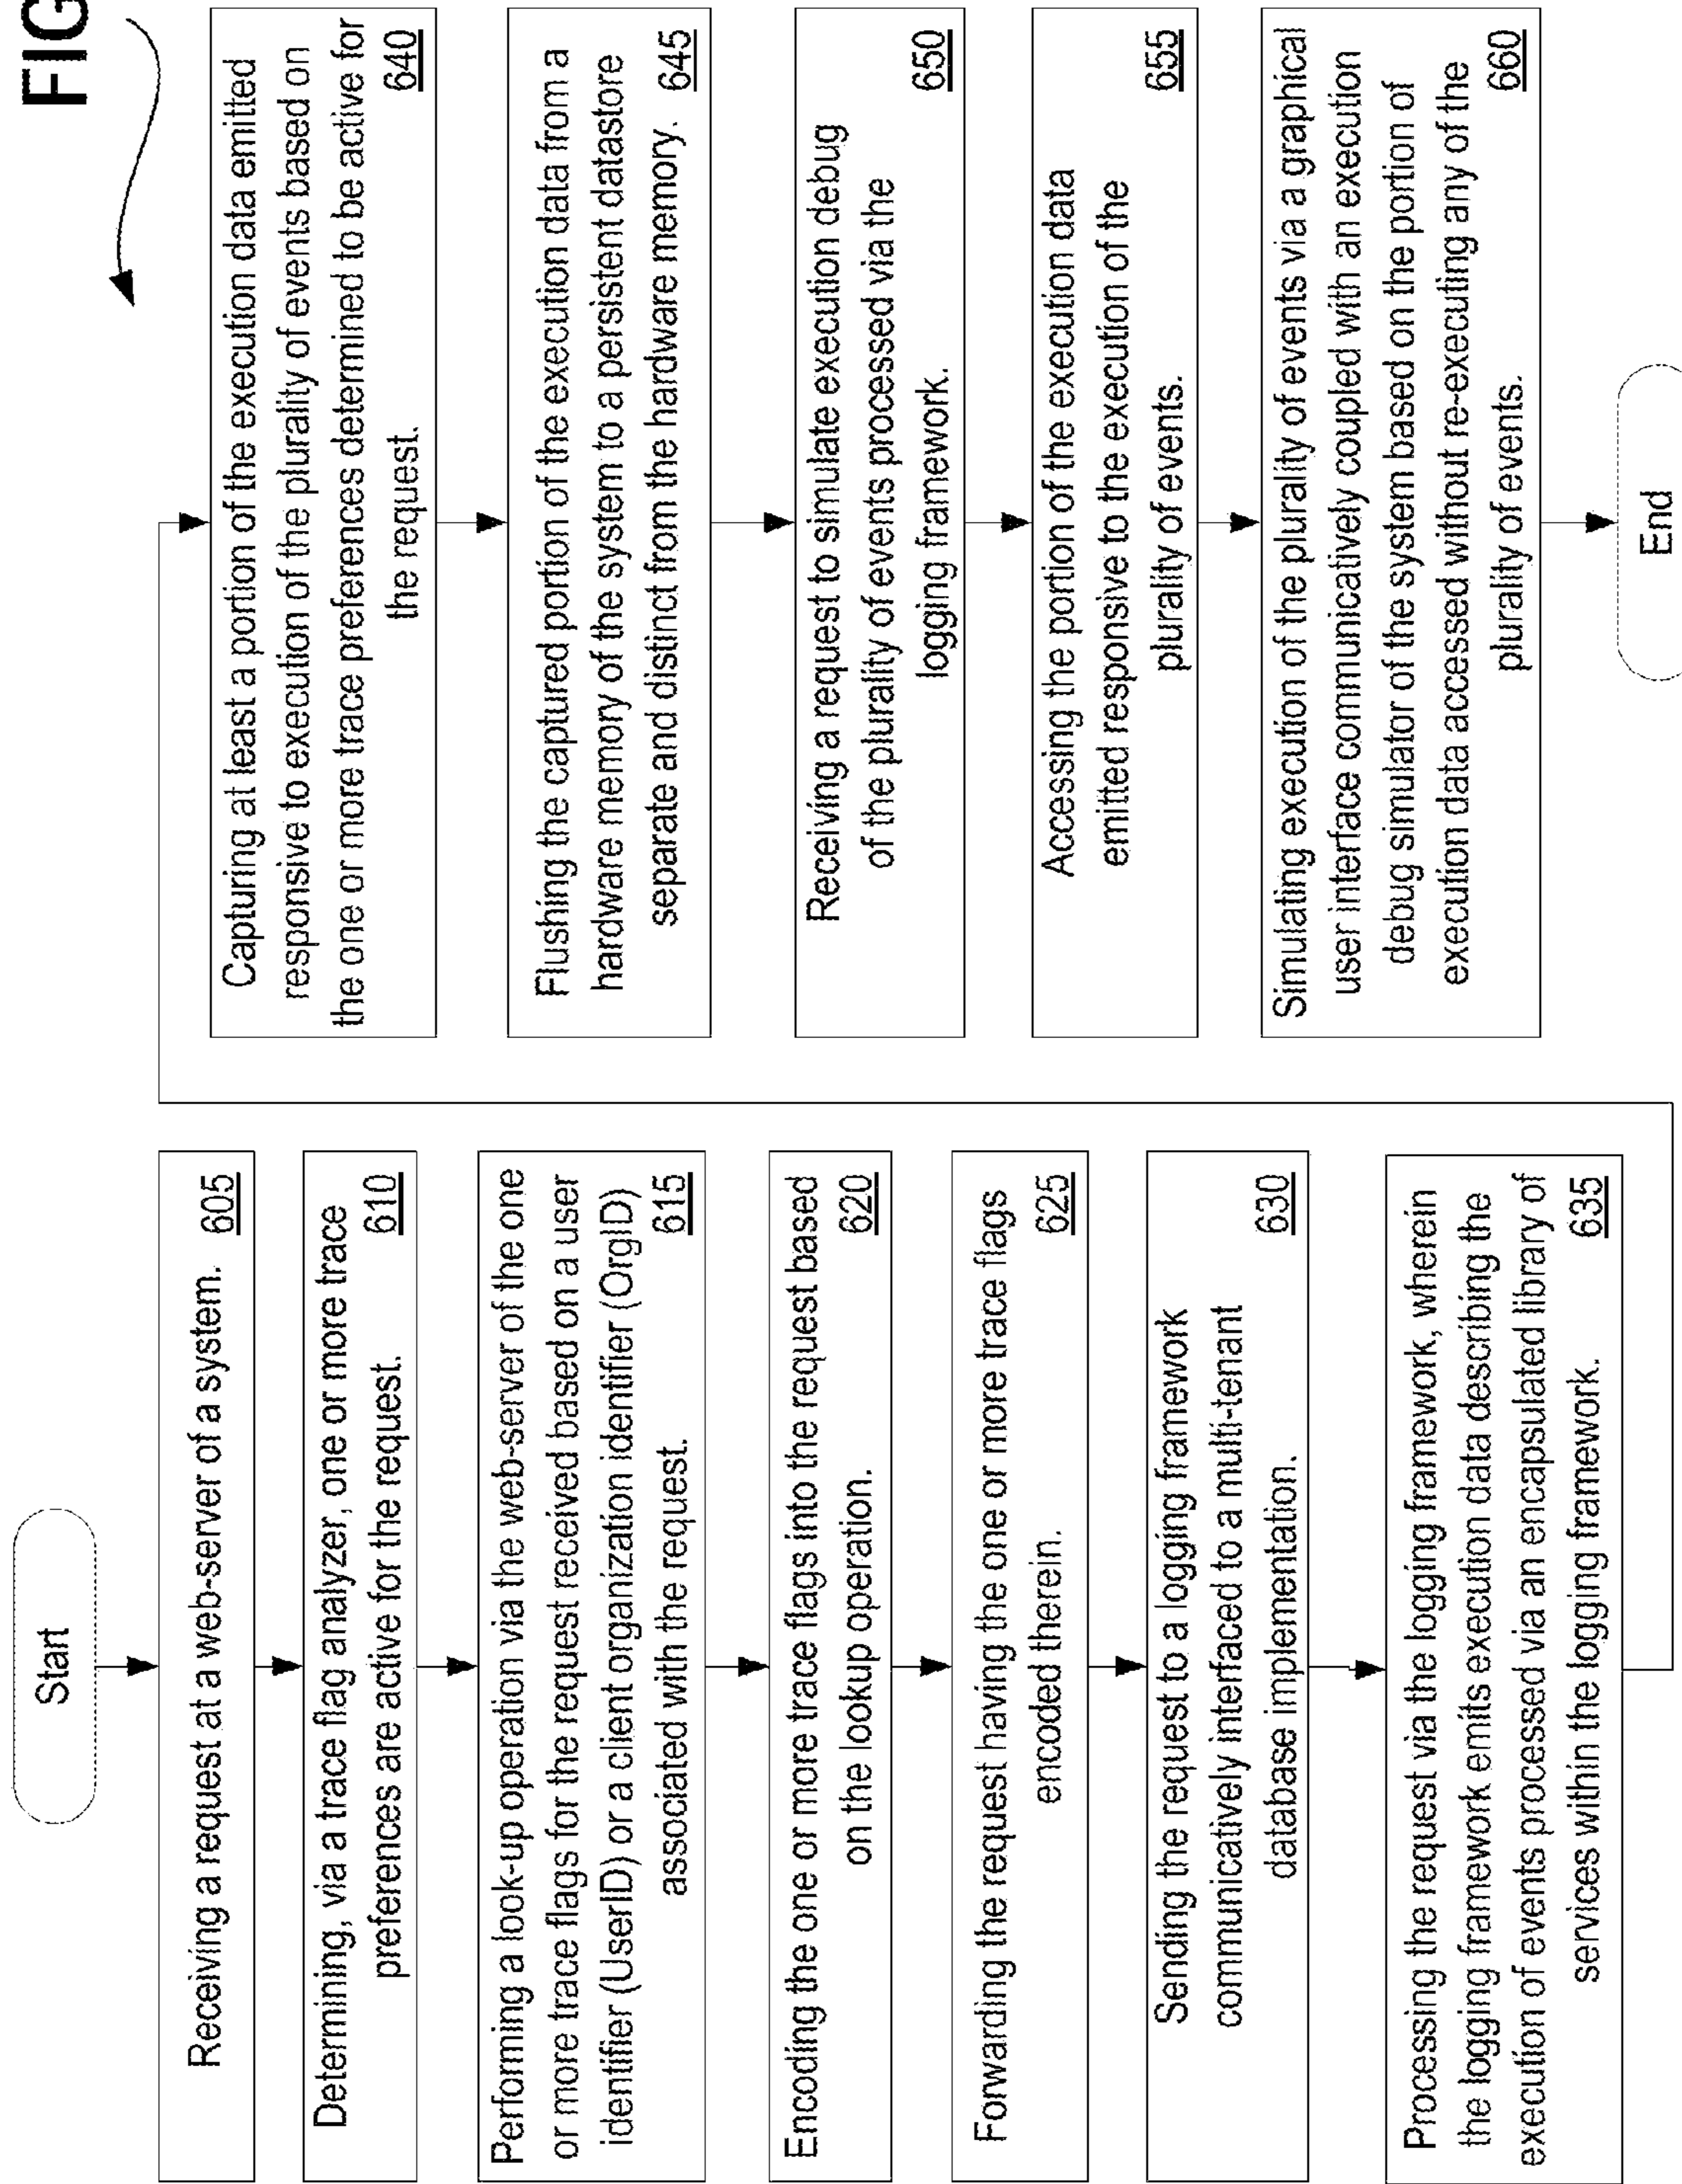 FIG
Start
Receiving a request at a web-server of a system. 605
Determining, via a trace flag analyzer, one or more trace
preferences are active for the request. 610
Performing a look-up operation via the web-server of the one
or more trace flags for the request received based on a user
identifier (UserID) or a client organization identifier (OrgID)
associated with the request. 615
Encoding the one or more trace flags into the request based
on the lookup operation. 620
Forwarding the request having the one or more trace flags
encoded therein. 625
Sending the request to a logging framework
communicatively interfaced to a multi-tenant
database implementation. 630
Processing the request via the logging framework, wherein
the logging framework emits execution data describing the
execution of events processed via an encapsulated library of
services within the logging framework. 635
Capturing at least a portion of the execution data emitted
responsive to execution of the plurality of events based on
the one or more trace preferences determined to be active for
the request. 640
Flushing the captured portion of the execution data from a
hardware memory of the system to a persistent datastore
separate and distinct from the hardware memory. 645
Receiving a request to simulate execution debug
of the plurality of events processed via the
logging framework. 650
Accessing the portion of the execution data
emitted responsive to the execution of the
plurality of events. 655
Simulating execution of the plurality of events via a graphical
user interface communicatively coupled with an execution
debug simulator of the system based on the portion of
execution data accessed without re-executing any of the
plurality of events. 660
End